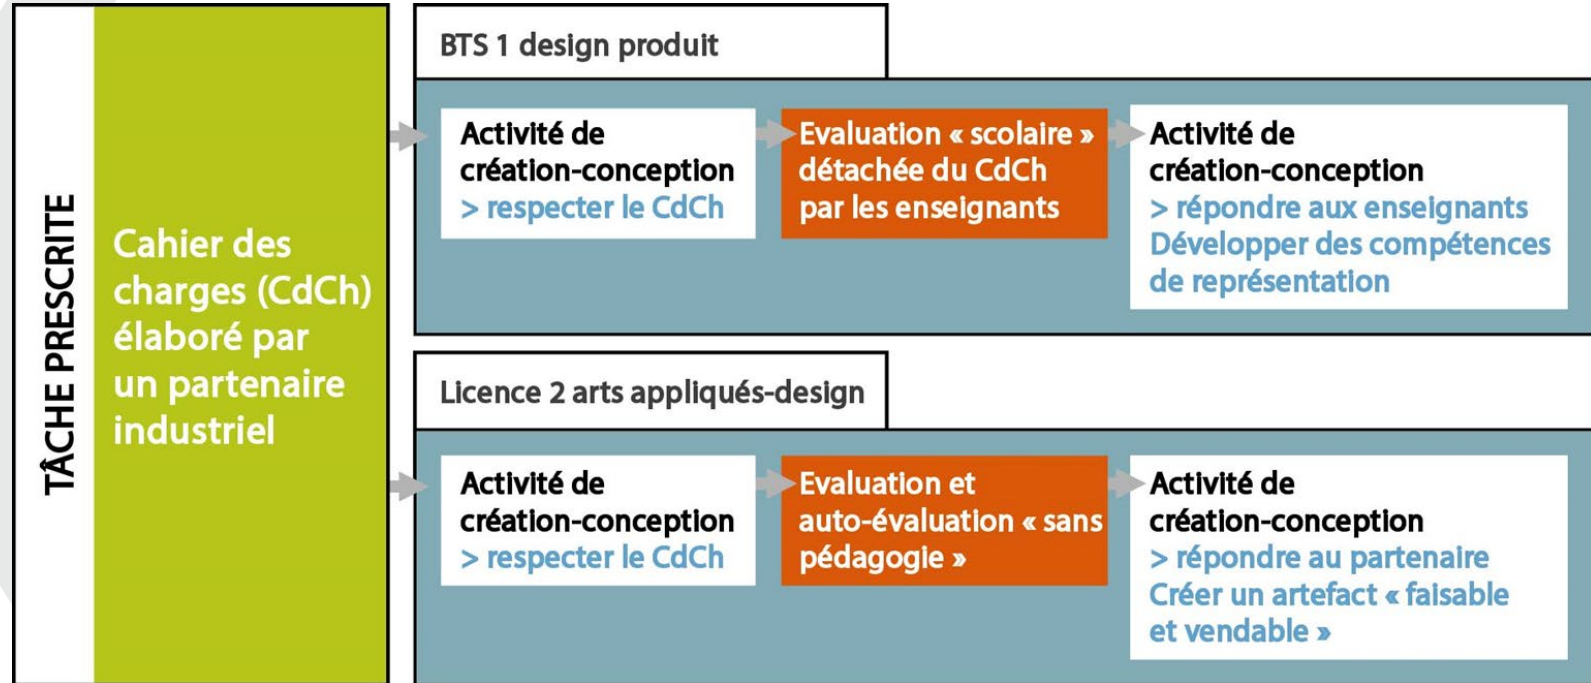 TÂCHE PRESCRITE
Cahier des
charges (CdCh)
élaboré par
un partenaire
industriel
BTS 1 design produit
Activité de
création-conception
> respecter le CdCh
Evaluation « scolaire »
détachée du CdCh
par les enseignants
Activité de
création-conception
> répondre aux enseignants
Développer des compétences
de représentation
Licence 2 arts appliqués-design
Activité de
création-conception
> respecter le CdCh
Evaluation et
auto-évaluation « sans
pédagogie »
Activité de
création-conception
> répondre au partenaire
Créer un artefact « faisable
et vendable »